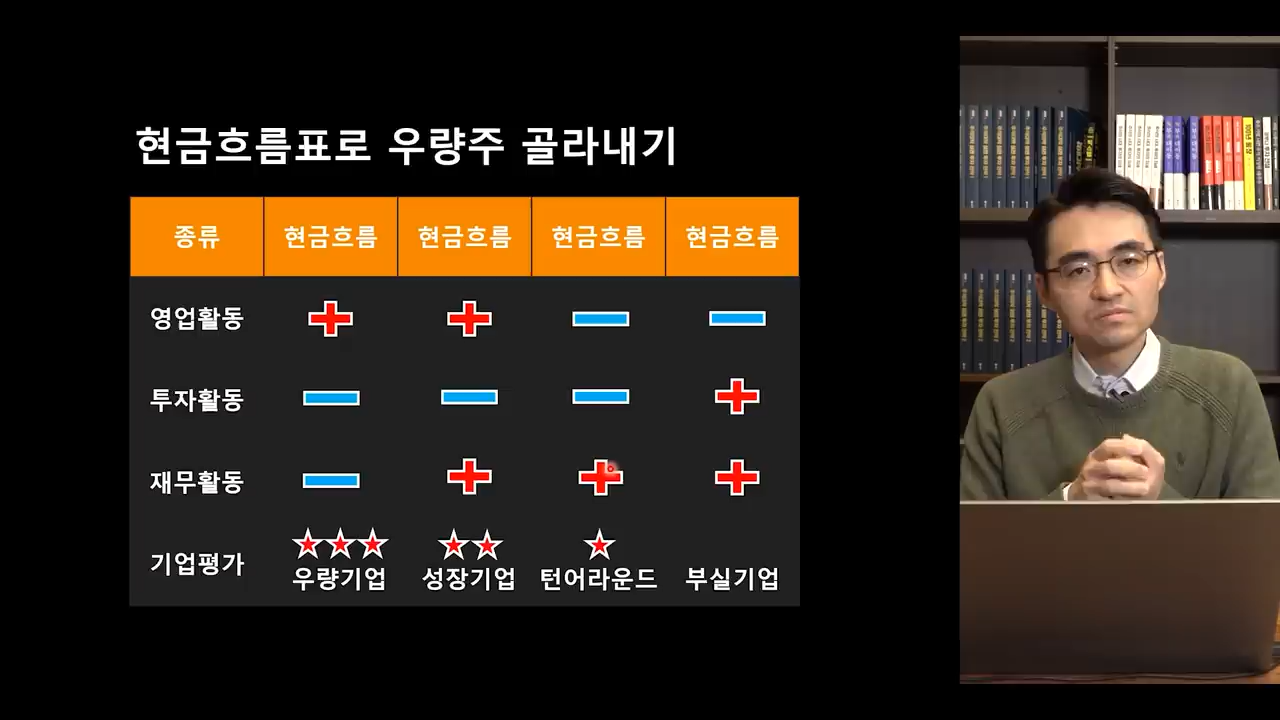 현금흐름표로 우량주 골라내기
종류 현금흐름 현금흐름 현금흐름 현금흐름
영업활동 + + − −
투자활동 − − − +
재무활동 − + + +
기업평가 ★★★ 우량기업 ★★ 성장기업 ★ 턴어라운드 부실기업